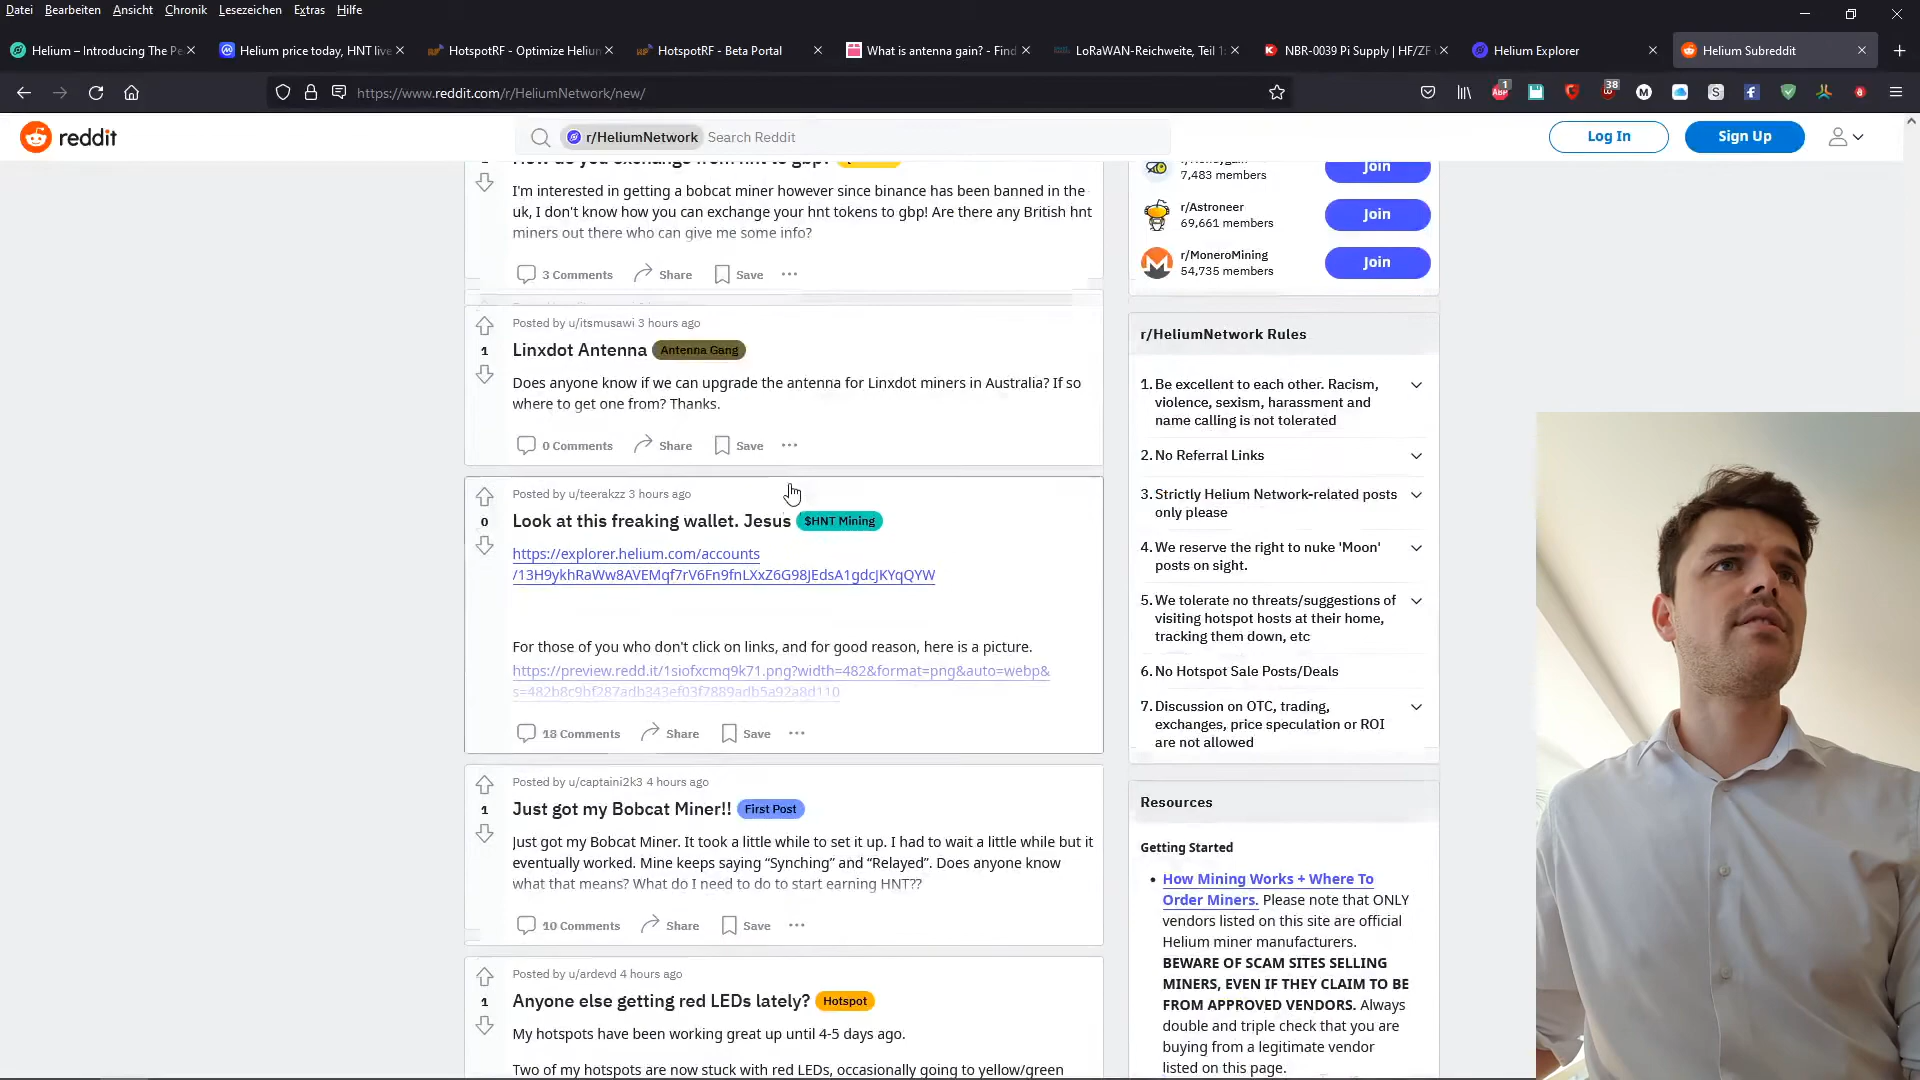 Datei Bearbeiten Ansicht Chronik Lesezeichen Extras Hilfe
Helium – Introducing The Pe
Helium price today, HNT live
HotspotRF - Optimize Helium
HotspotRF - Beta Portal
What is antenna gain? - Find
LoRaWAN-Reichweite, Teil 1:
NBR-0039 Pi Supply | HF/ZF
Helium Explorer
Helium Subreddit
https://www.reddit.com/r/HeliumNetwork/new/
1
38
reddit
r/HeliumNetwork Search Reddit
Log In
Sign Up
How do you exchange from hnt to gbp?
I'm interested in getting a bobcat miner however since binance has been banned in the
uk, I don't know how you can exchange your hnt tokens to gbp! Are there any British hnt
miners out there who can give me some info?
3 Comments Share Save
Posted by u/itsmusawi 3 hours ago
1
Linxdot Antenna Antenna Gang
Does anyone know if we can upgrade the antenna for Linxdot miners in Australia? If so
where to get one from? Thanks.
0 Comments Share Save
Posted by u/teerakzz 3 hours ago
0
Look at this freaking wallet. Jesus $HNT Mining
https://explorer.helium.com/accounts
/13H9ykhRaWw8AVEMqf7rV6Fn9fnLXxZ6G98JEdsA1gdcJKYqQYW
For those of you who don't click on links, and for good reason, here is a picture.
https://preview.redd.it/1siofxcmq9k71.png?width=482&format=png&auto=webp&
s=482b8c9bf287adb343ef03f7889adb5a92a8d110
18 Comments Share Save
Posted by u/captaini2k3 4 hours ago
1
Just got my Bobcat Miner!! First Post
Just got my Bobcat Miner. It took a little while to set it up. I had to wait a little while but it
eventually worked. Mine keeps saying “Synching” and “Relayed”. Does anyone know
what that means? What do I need to do to start earning HNT??
10 Comments Share Save
Posted by u/ardevd 4 hours ago
1
Anyone else getting red LEDs lately? Hotspot
My hotspots have been working great up until 4-5 days ago.
Two of my hotspots are now stuck with red LEDs, occasionally going to yellow/green
7,483 members
Join
r/Astroneer
69,661 members
Join
r/MoneroMining
54,735 members
Join
r/HeliumNetwork Rules
1. Be excellent to each other. Racism,
violence, sexism, harassment and
name calling is not tolerated
2. No Referral Links
3. Strictly Helium Network-related posts
only please
4. We reserve the right to nuke 'Moon'
posts on sight.
5. We tolerate no threats/suggestions of
visiting hotspot hosts at their home,
tracking them down, etc
6. No Hotspot Sale Posts/Deals
7. Discussion on OTC, trading,
exchanges, price speculation or ROI
are not allowed
Resources
Getting Started
• How Mining Works + Where To
Order Miners. Please note that ONLY
vendors listed on this site are official
Helium miner manufacturers.
BEWARE OF SCAM SITES SELLING
MINERS, EVEN IF THEY CLAIM TO BE
FROM APPROVED VENDORS. Always
double and triple check that you are
buying from a legitimate vendor
listed on this page.